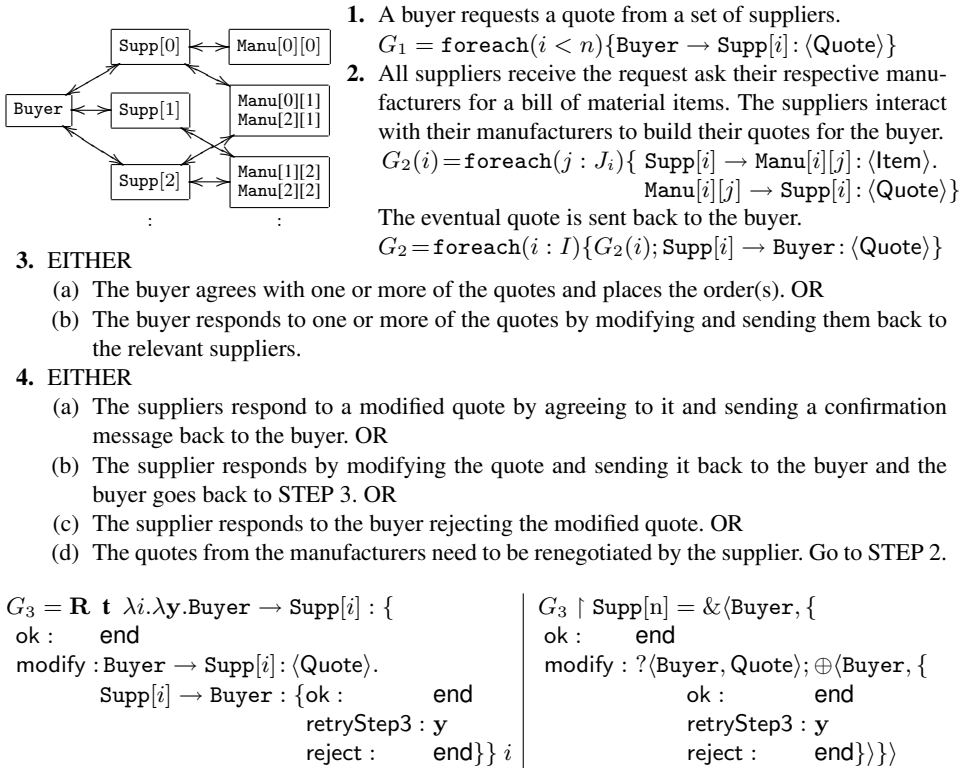 Buyer
Supp[0]
Manu[0][0]
Supp[1]
Manu[0][1]
Manu[2][1]
Supp[2]
Manu[1][2]
Manu[2][2]
:
:
1. A buyer requests a quote from a set of suppliers.
G₁ = foreach(i < n){Buyer → Supp[i]: ⟨Quote⟩}
2. All suppliers receive the request ask their respective manu-
facturers for a bill of material items. The suppliers interact
with their manufacturers to build their quotes for the buyer.
G₂(i)=foreach(j : Jᵢ){ Supp[i] → Manu[i][j]: ⟨Item⟩.
Manu[i][j] → Supp[i]: ⟨Quote⟩}
The eventual quote is sent back to the buyer.
G₂=foreach(i : I){G₂(i); Supp[i] → Buyer: ⟨Quote⟩}
3. EITHER
(a) The buyer agrees with one or more of the quotes and places the order(s). OR
(b) The buyer responds to one or more of the quotes by modifying and sending them back to
the relevant suppliers.
4. EITHER
(a) The suppliers respond to a modified quote by agreeing to it and sending a confirmation
message back to the buyer. OR
(b) The supplier responds by modifying the quote and sending it back to the buyer and the
buyer goes back to STEP 3. OR
(c) The supplier responds to the buyer rejecting the modified quote. OR
(d) The quotes from the manufacturers need to be renegotiated by the supplier. Go to STEP 2.
G₃ = R t λi.λy.Buyer → Supp[i] : {
ok : end
modify : Buyer → Supp[i]: ⟨Quote⟩.
Supp[i] → Buyer : {ok : end
retryStep3 : y
reject : end}} i
G₃ ↾ Supp[n] = &⟨Buyer, {
ok : end
modify : ?⟨Buyer, Quote⟩; ⊕⟨Buyer, {
ok : end
retryStep3 : y
reject : end}⟩}⟩